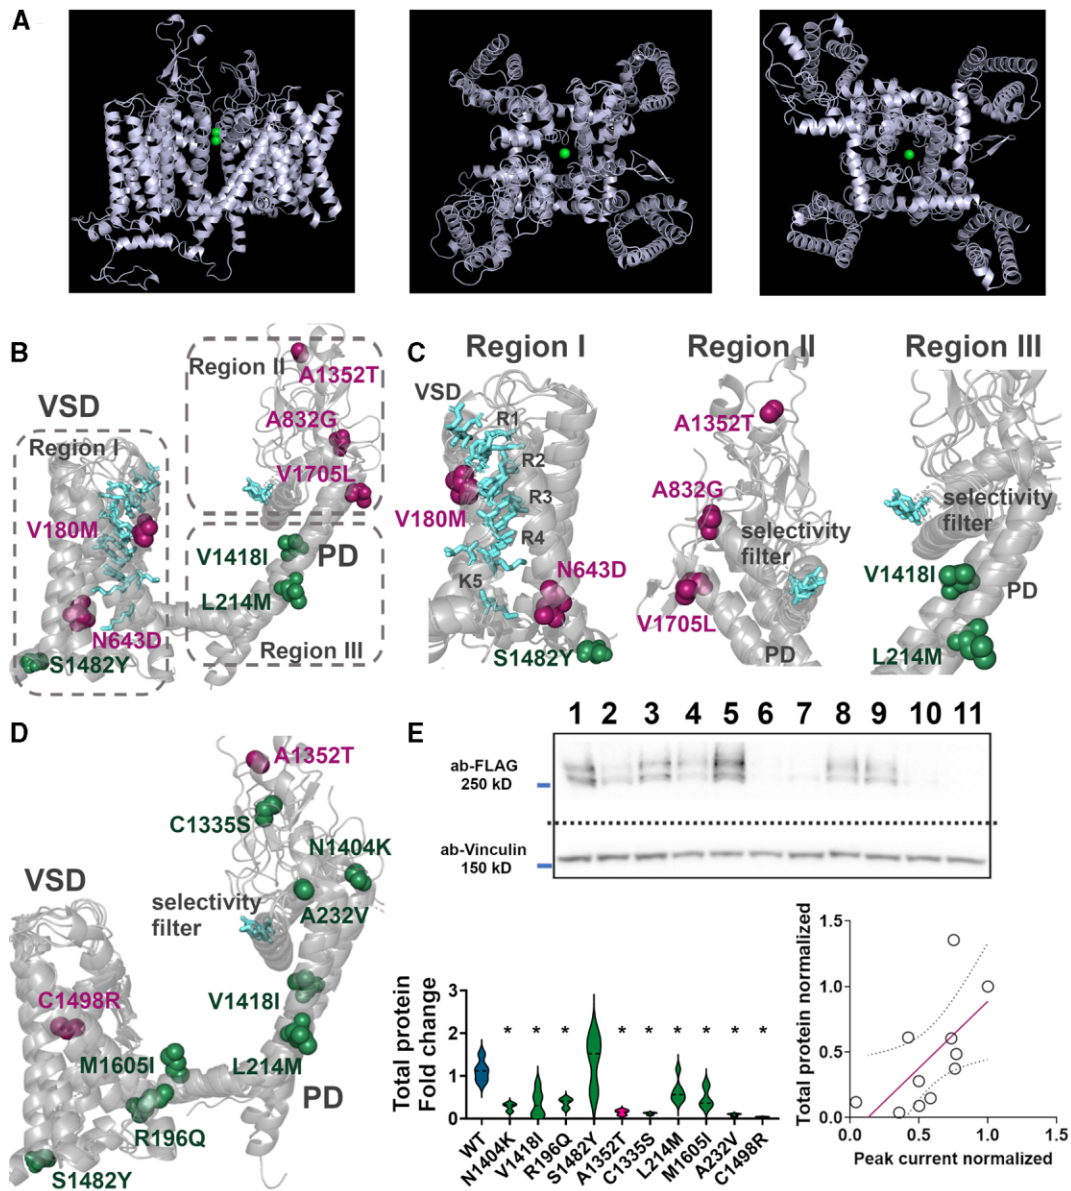 A
B
VSD
Region I
V180M
N643D
S1482Y
Region II
A1352T
A832G
V1705L
V1418I
PD
L214M
Region III
C
Region I
VSD
R1
R2
R3
R4
K5
V180M
N643D
S1482Y
Region II
A1352T
A832G
selectivity
filter
V1705L
PD
Region III
selectivity
filter
V1418I
PD
L214M
D
A1352T
C1335S
N1404K
VSD
selectivity
filter
A232V
C1498R
V1418I
M1605I
L214M
PD
R196Q
S1482Y
E
1 2 3 4 5 6 7 8 9 10 11
ab-FLAG
250 kD
ab-Vinculin
150 kD
Total protein
Fold change
3
2
1
0
* * * * * * * * *
WT
N1404K
V1418I
R196Q
S1482Y
A1352T
C1335S
L214M
M1605I
A232V
C1498R
Total protein normalized
1.5
1.0
0.5
0.0
0.0 0.5 1.0 1.5
Peak current normalized